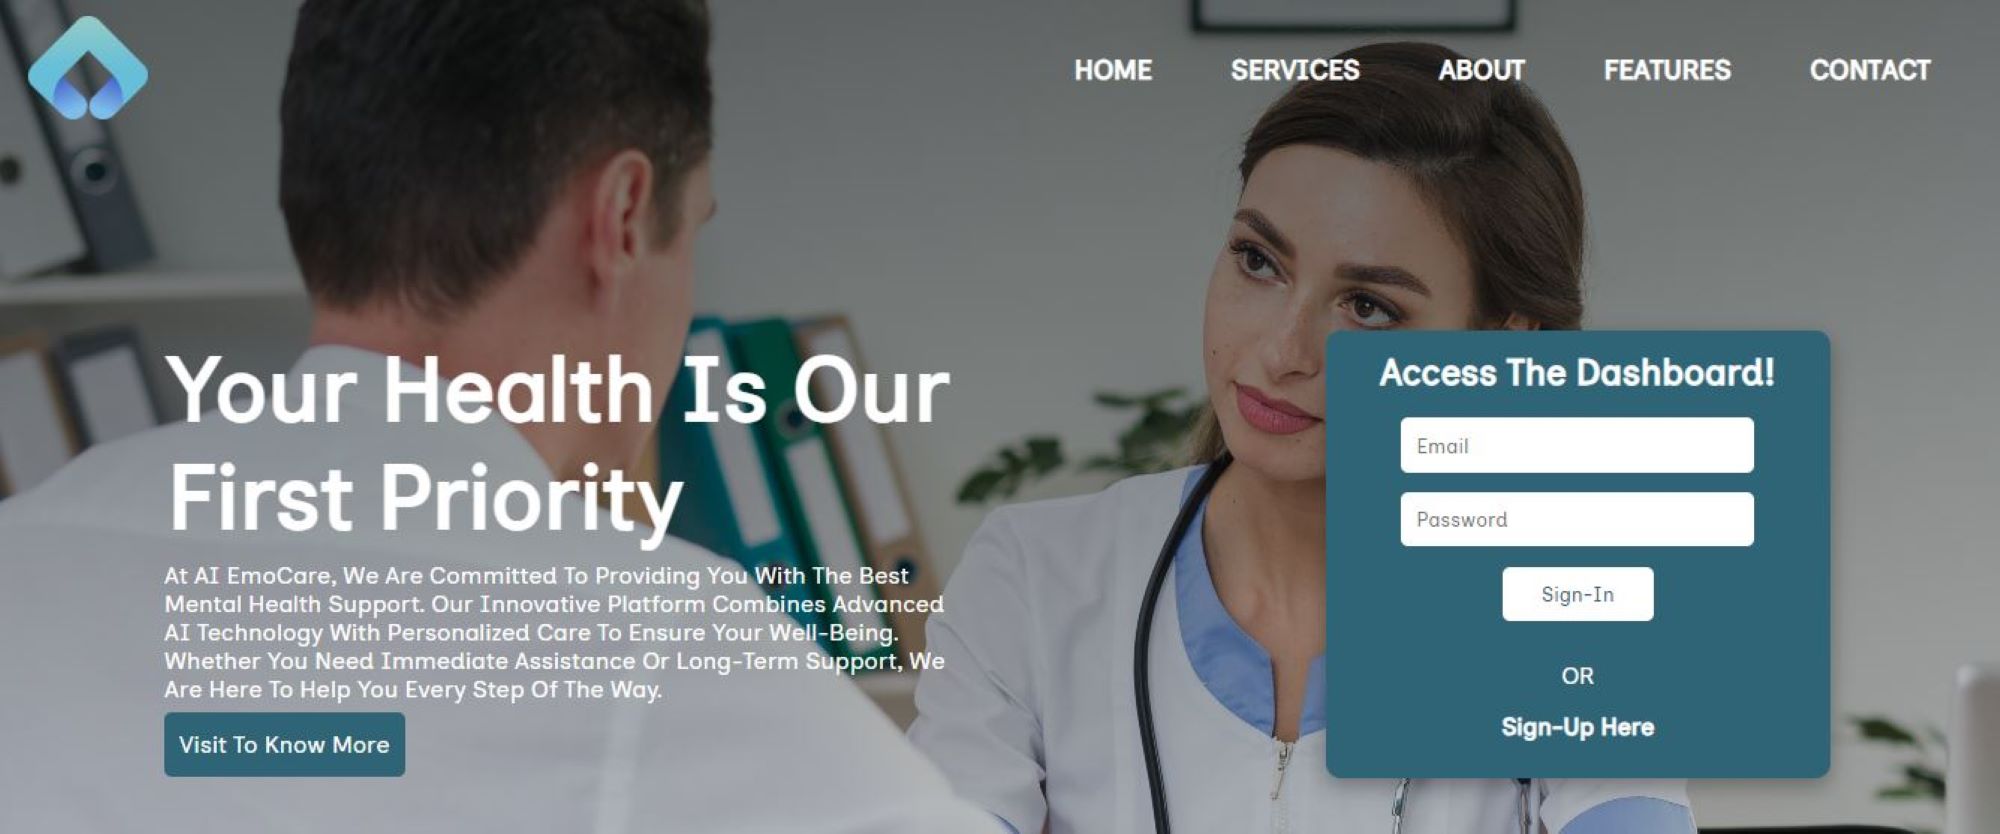 HOME SERVICES ABOUT FEATURES CONTACT
Your Health Is Our
First Priority
At AI EmoCare, We Are Committed To Providing You With The Best
Mental Health Support. Our Innovative Platform Combines Advanced
AI Technology With Personalized Care To Ensure Your Well-Being.
Whether You Need Immediate Assistance Or Long-Term Support, We
Are Here To Help You Every Step Of The Way.
Visit To Know More
Access The Dashboard!
Email
Password
Sign-In
OR
Sign-Up Here